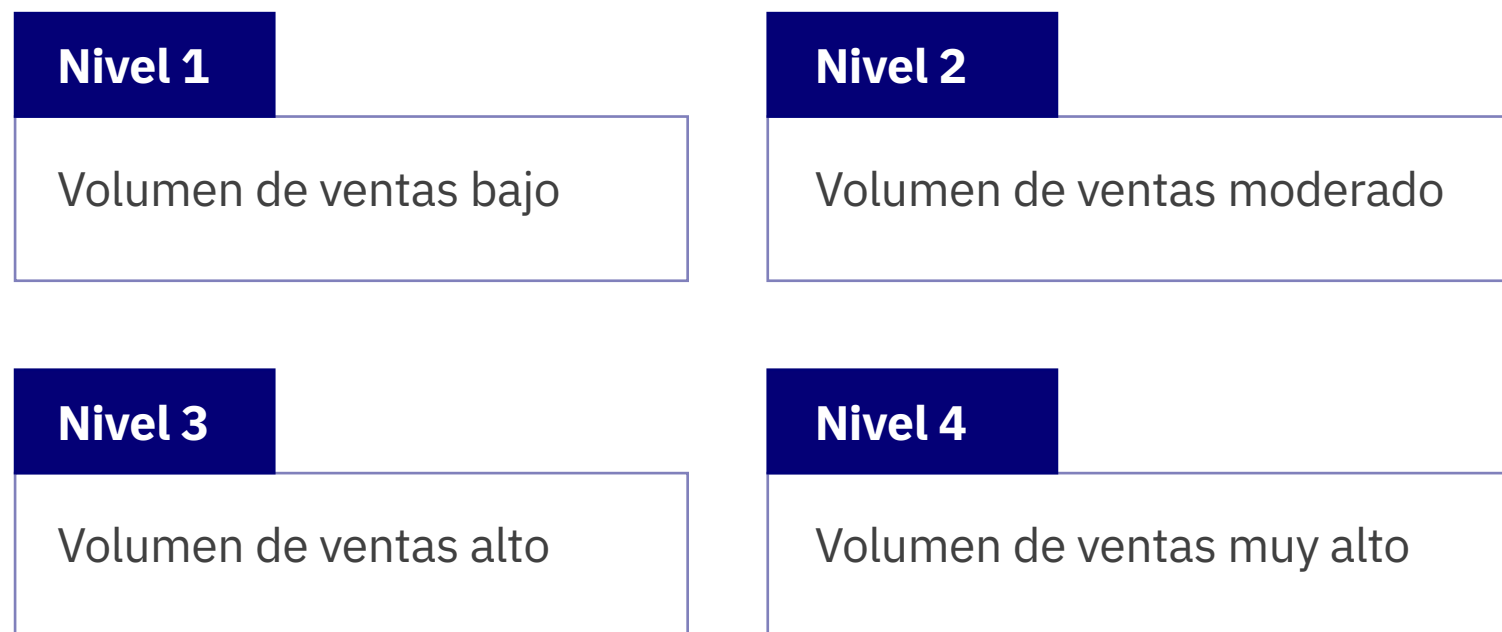 Nivel 1
Volumen de ventas bajo
Nivel 2
Volumen de ventas moderado
Nivel 3
Volumen de ventas alto
Nivel 4
Volumen de ventas muy alto